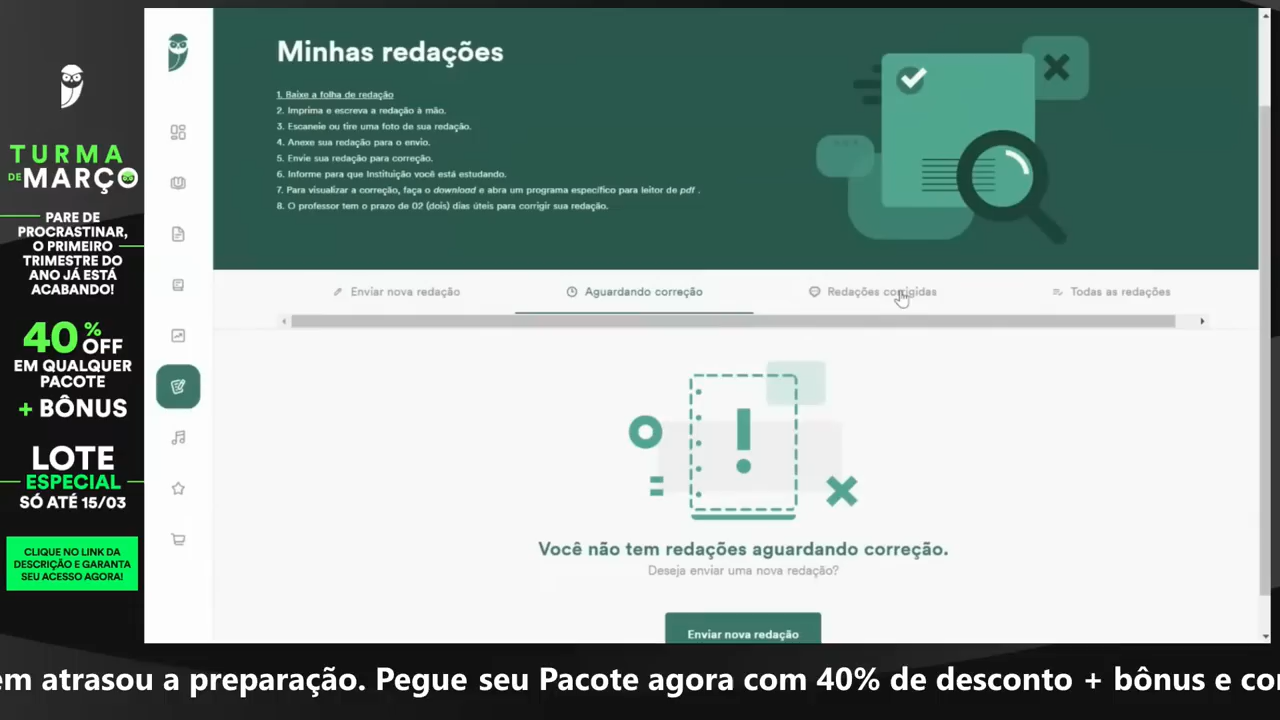 TURMA
DE MARÇO
PARE DE
PROCRASTINAR,
O PRIMEIRO
TRIMESTRE DO
ANO JÁ ESTÁ
ACABANDO!
40% OFF
EM QUALQUER
PACOTE
+ BÔNUS
LOTE
ESPECIAL
SÓ ATÉ 15/03
CLIQUE NO LINK DA
DESCRIÇÃO E GARANTA
SEU ACESSO AGORA!
Minhas redações
1. Baixe a folha de redação
2. Imprima e escreva a redação à mão.
3. Escaneie ou tire uma foto de sua redação.
4. Anexe sua redação para o envio.
5. Envie sua redação para correção.
6. Informe para que Instituição você está estudando.
7. Para visualizar a correção, faça o download e abra um programa específico para leitor de pdf .
8. O professor tem o prazo de 02 (dois) dias úteis para corrigir sua redação.
Enviar nova redação
Aguardando correção
Redações corrigidas
Todas as redações
Você não tem redações aguardando correção.
Deseja enviar uma nova redação?
Enviar nova redação
em atrasou a preparação. Pegue seu Pacote agora com 40% de desconto + bônus e co